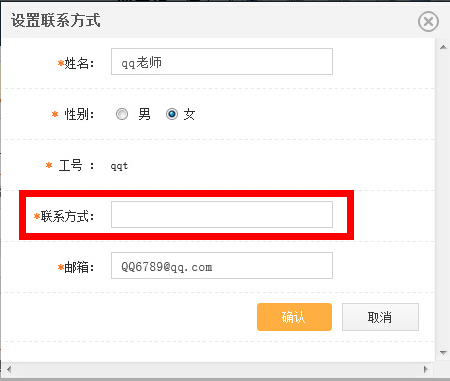 设置联系方式
*姓名： qq老师
* 性别： 男 女
* 工号 ： qqt
*联系方式：
*邮箱： QQ6789@qq.com
确认 取消